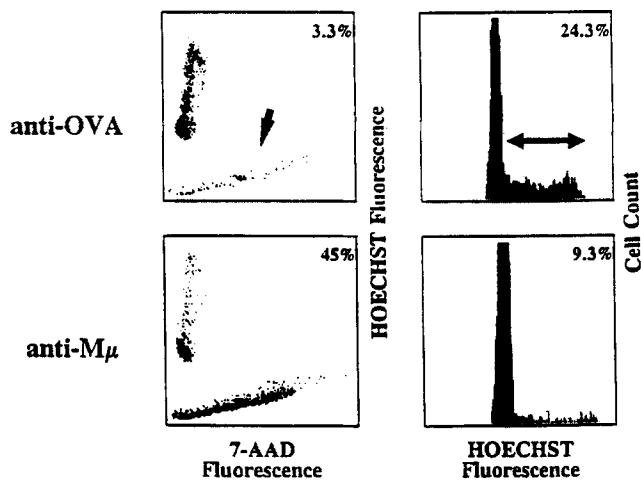 3.3%
24.3%
anti-OVA
HOECHST Fluorescence
Cell Count
45%
9.3%
anti-Mμ
7-AAD
Fluorescence
HOECHST
Fluorescence